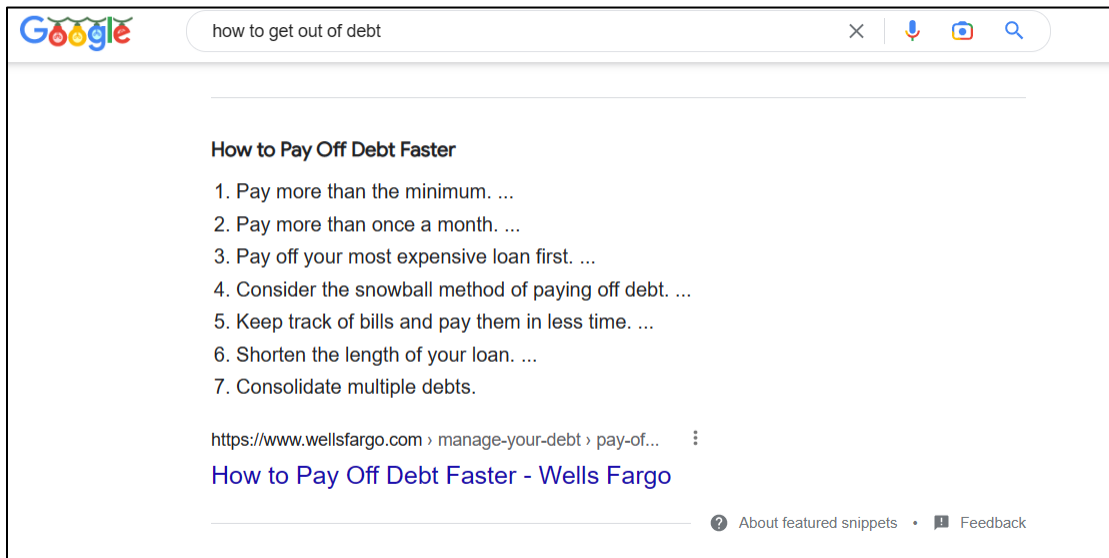 Google
how to get out of debt
How to Pay Off Debt Faster
1. Pay more than the minimum. ...
2. Pay more than once a month. ...
3. Pay off your most expensive loan first. ...
4. Consider the snowball method of paying off debt. ...
5. Keep track of bills and pay them in less time. ...
6. Shorten the length of your loan. ...
7. Consolidate multiple debts.
https://www.wellsfargo.com › manage-your-debt › pay-of...
How to Pay Off Debt Faster - Wells Fargo
About featured snippets • Feedback